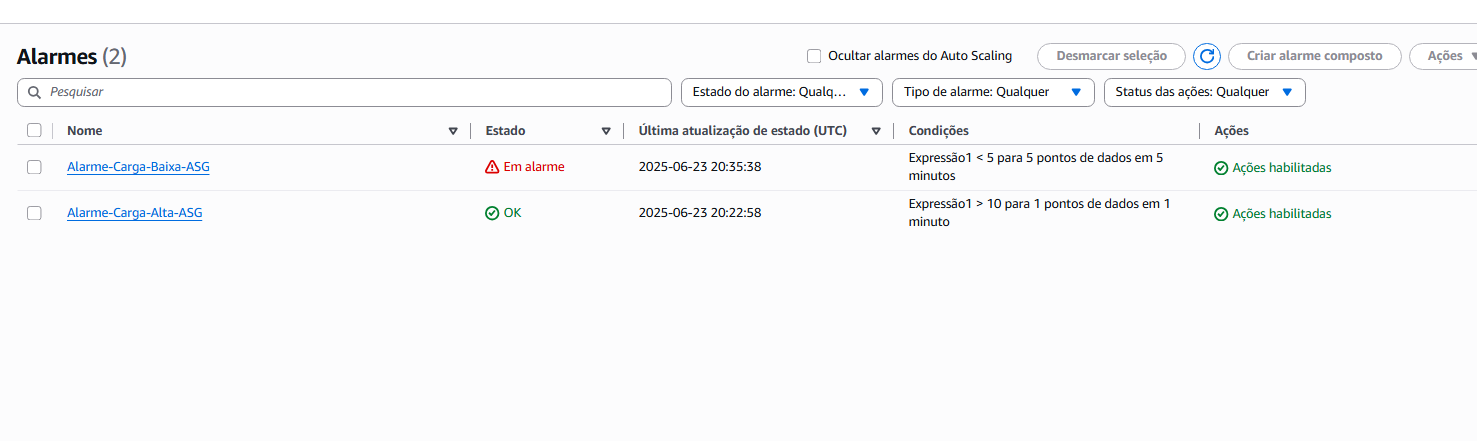 Alarmes (2)
Ocultar alarmes do Auto Scaling
Desmarcar seleção
Criar alarme composto
Ações
Pesquisar
Estado do alarme: Qualq...
Tipo de alarme: Qualquer
Status das ações: Qualquer
Nome
Estado
Última atualização de estado (UTC)
Condições
Ações
Alarme-Carga-Baixa-ASG
Em alarme
2025-06-23 20:35:38
Expressão1 < 5 para 5 pontos de dados em 5
minutos
Ações habilitadas
Alarme-Carga-Alta-ASG
OK
2025-06-23 20:22:58
Expressão1 > 10 para 1 pontos de dados em 1
minuto
Ações habilitadas